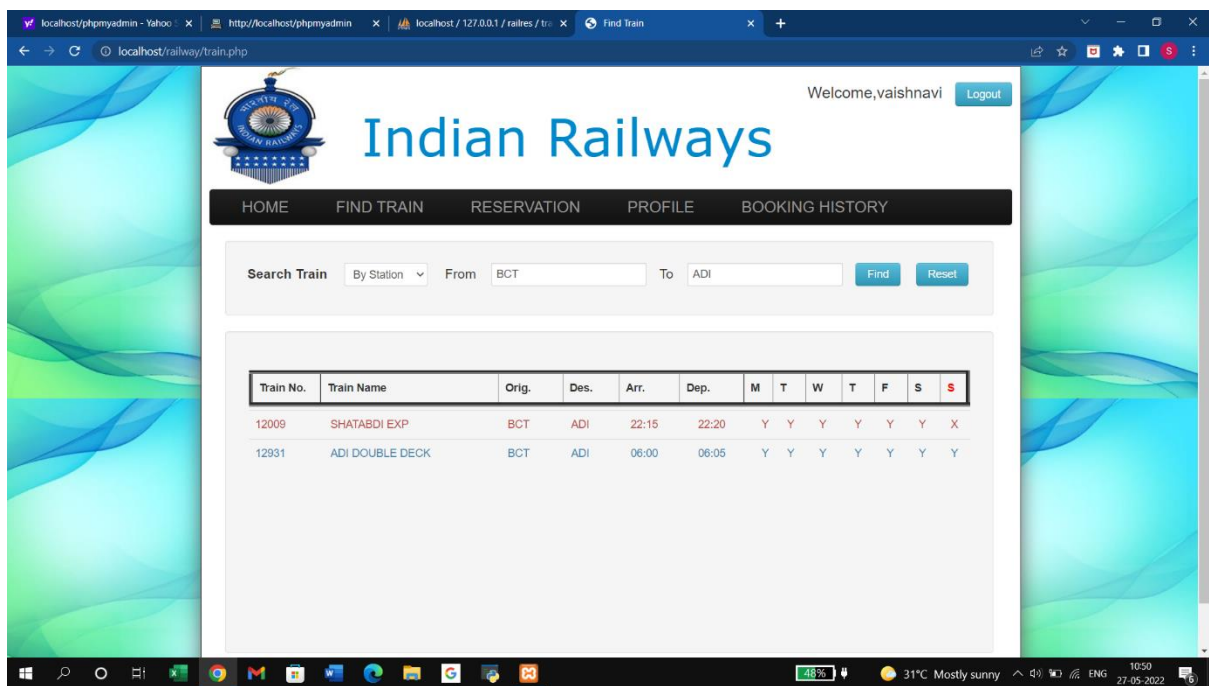 localhost/phpmyadmin - Yahoo S
http://localhost/phpmyadmin
localhost / 127.0.0.1 / railres / tra
Find Train
localhost/railway/train.php
S
भारतीय रेल
INDIAN RAILWAYS
Welcome,vaishnavi
Logout
Indian Railways
HOME FIND TRAIN RESERVATION PROFILE BOOKING HISTORY
Search Train By Station From BCT To ADI Find Reset
Train No. Train Name Orig. Des. Arr. Dep. M T W T F S S
12009 SHATABDI EXP BCT ADI 22:15 22:20 Y Y Y Y Y Y X
12931 ADI DOUBLE DECK BCT ADI 06:00 06:05 Y Y Y Y Y Y Y
48% 31°C Mostly sunny ENG 10:50
27-05-2022 6